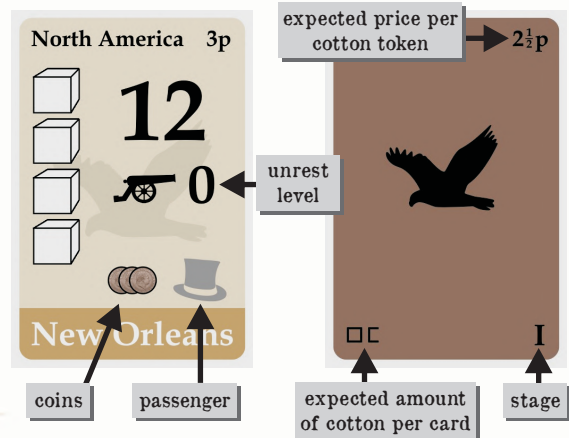 North America 3p
12
0
New Orleans
coins
passenger
unrest
level
expected price per
cotton token
2½p
I
expected amount
of cotton per card
stage